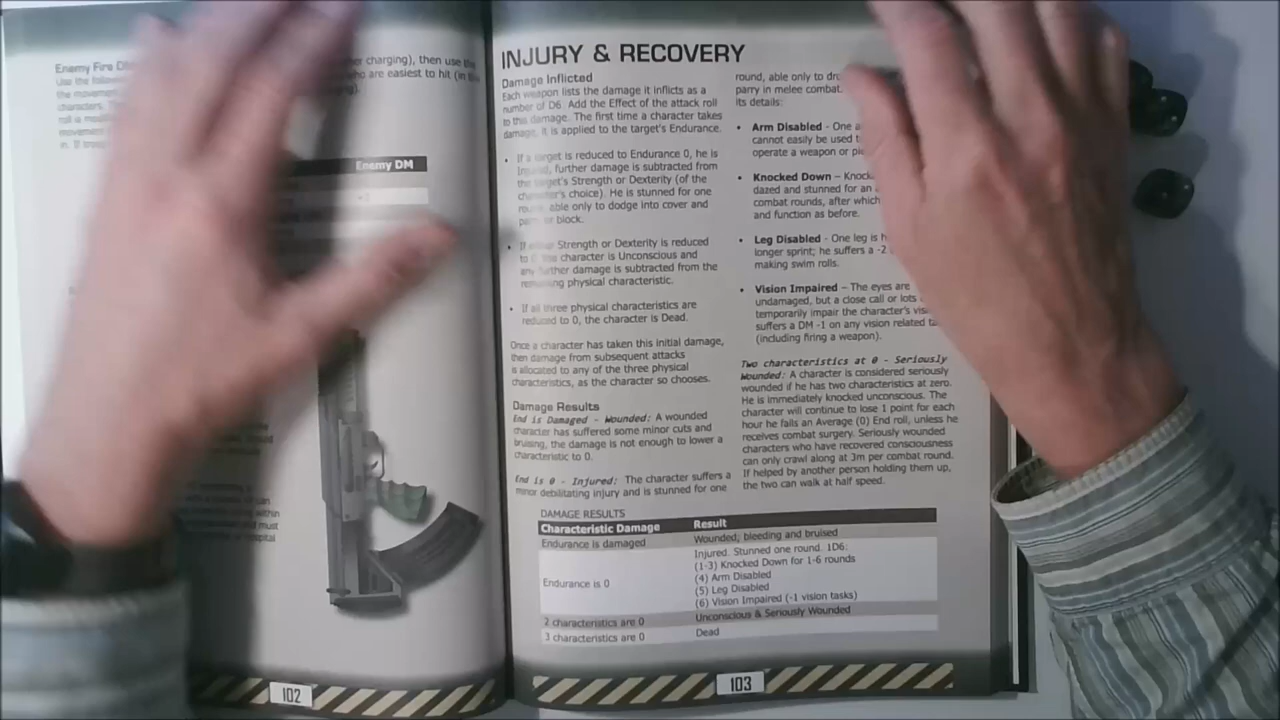 Enemy Fire
Use the
the movement
characters. 
roll is
movement
in. If
charging), then use
who are easiest to hit (in
Enemy DM
102
INJURY & RECOVERY
Damage Inflicted
Each weapon lists the damage it inflicts as a
number of D6. Add the Effect of the attack roll
to this damage. The first time a character takes
damage, it is applied to the target's Endurance.
• If a target is reduced to Endurance 0, he is
Injured, further damage is subtracted from
the target's Strength or Dexterity (of the
character's choice). He is stunned for one
round, able only to dodge into cover and
parry or block.
• If either Strength or Dexterity is reduced
to 0, the character is Unconscious and
any further damage is subtracted from the
remaining physical characteristic.
• If all three physical characteristics are
reduced to 0, the character is Dead.
Once a character has taken this initial damage,
then damage from subsequent attacks
is allocated to any of the three physical
characteristics, as the character so chooses.
Damage Results
End is Damaged - Wounded: A wounded
character has suffered some minor cuts and
bruising, the damage is not enough to lower a
characteristic to 0.
End is 0 - Injured: The character suffers a
minor debilitating injury and is stunned for one
round, able only to
parry in melee combat.
its details:
• Arm Disabled - One
cannot easily be used
operate a weapon or
• Knocked Down –
dazed and stunned for an
combat rounds, after which
and function as before.
• Leg Disabled - One leg is
longer sprint; he suffers a -2
making swim rolls.
• Vision Impaired – The eyes are
undamaged, but a close call or lots
temporarily impair the character's
suffers a DM -1 on any vision related
(including firing a weapon).
Two characteristics at 0 - Seriously
Wounded: A character is considered seriously
wounded if he has two characteristics at zero.
He is immediately knocked unconscious. The
character will continue to lose 1 point for each
hour he fails an Average (0) End roll, unless he
receives combat surgery. Seriously wounded
characters who have recovered consciousness
can only crawl along at 3m per combat round.
If helped by another person holding them up,
the two can walk at half speed.
DAMAGE RESULTS
Characteristic Damage Result
Endurance is damaged Wounded; bleeding and bruised
Endurance is 0 Injured. Stunned one round. 1D6:
(1-3) Knocked Down for 1-6 rounds
(4) Arm Disabled
(5) Leg Disabled
(6) Vision Impaired (-1 vision tasks)
2 characteristics are 0 Unconscious & Seriously Wounded
3 characteristics are 0 Dead
103